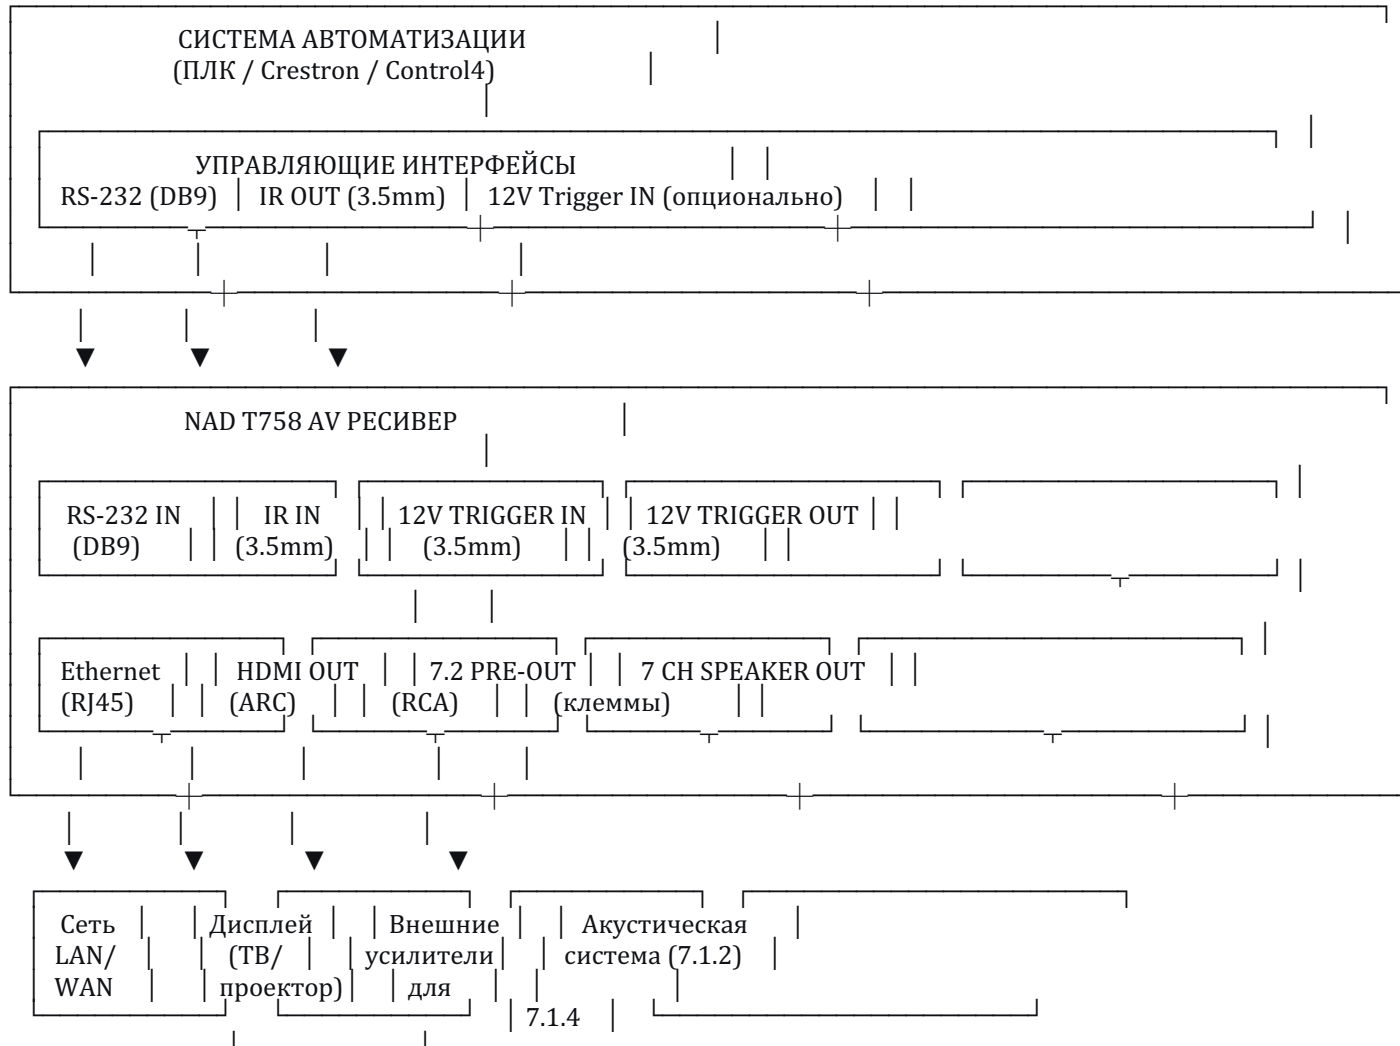 СИСТЕМА АВТОМАТИЗАЦИИ
(ПЛК / Crestron / Control4)
УПРАВЛЯЮЩИЕ ИНТЕРФЕЙСЫ
RS-232 (DB9) │ IR OUT (3.5mm) │ 12V Trigger IN (опционально)
▼ ▼ ▼
NAD T758 AV РЕСИВЕР
RS-232 IN │ │ IR IN │ │ 12V TRIGGER IN │ │ 12V TRIGGER OUT │ │
(DB9) │ │ (3.5mm) │ │ (3.5mm) │ │ (3.5mm) │ │
Ethernet │ │ HDMI OUT │ │ 7.2 PRE-OUT │ │ 7 CH SPEAKER OUT │ │
(RJ45) │ │ (ARC) │ │ (RCA) │ │ (клеммы) │ │
▼ ▼ ▼ ▼
Сеть │ │ Дисплей │ │ Внешние │ │ Акустическая │
LAN/ │ │ (ТВ/ │ │ усилители │ │ система (7.1.2) │
WAN │ │ проектор) │ │ для │ │ │
│ 7.1.4 │